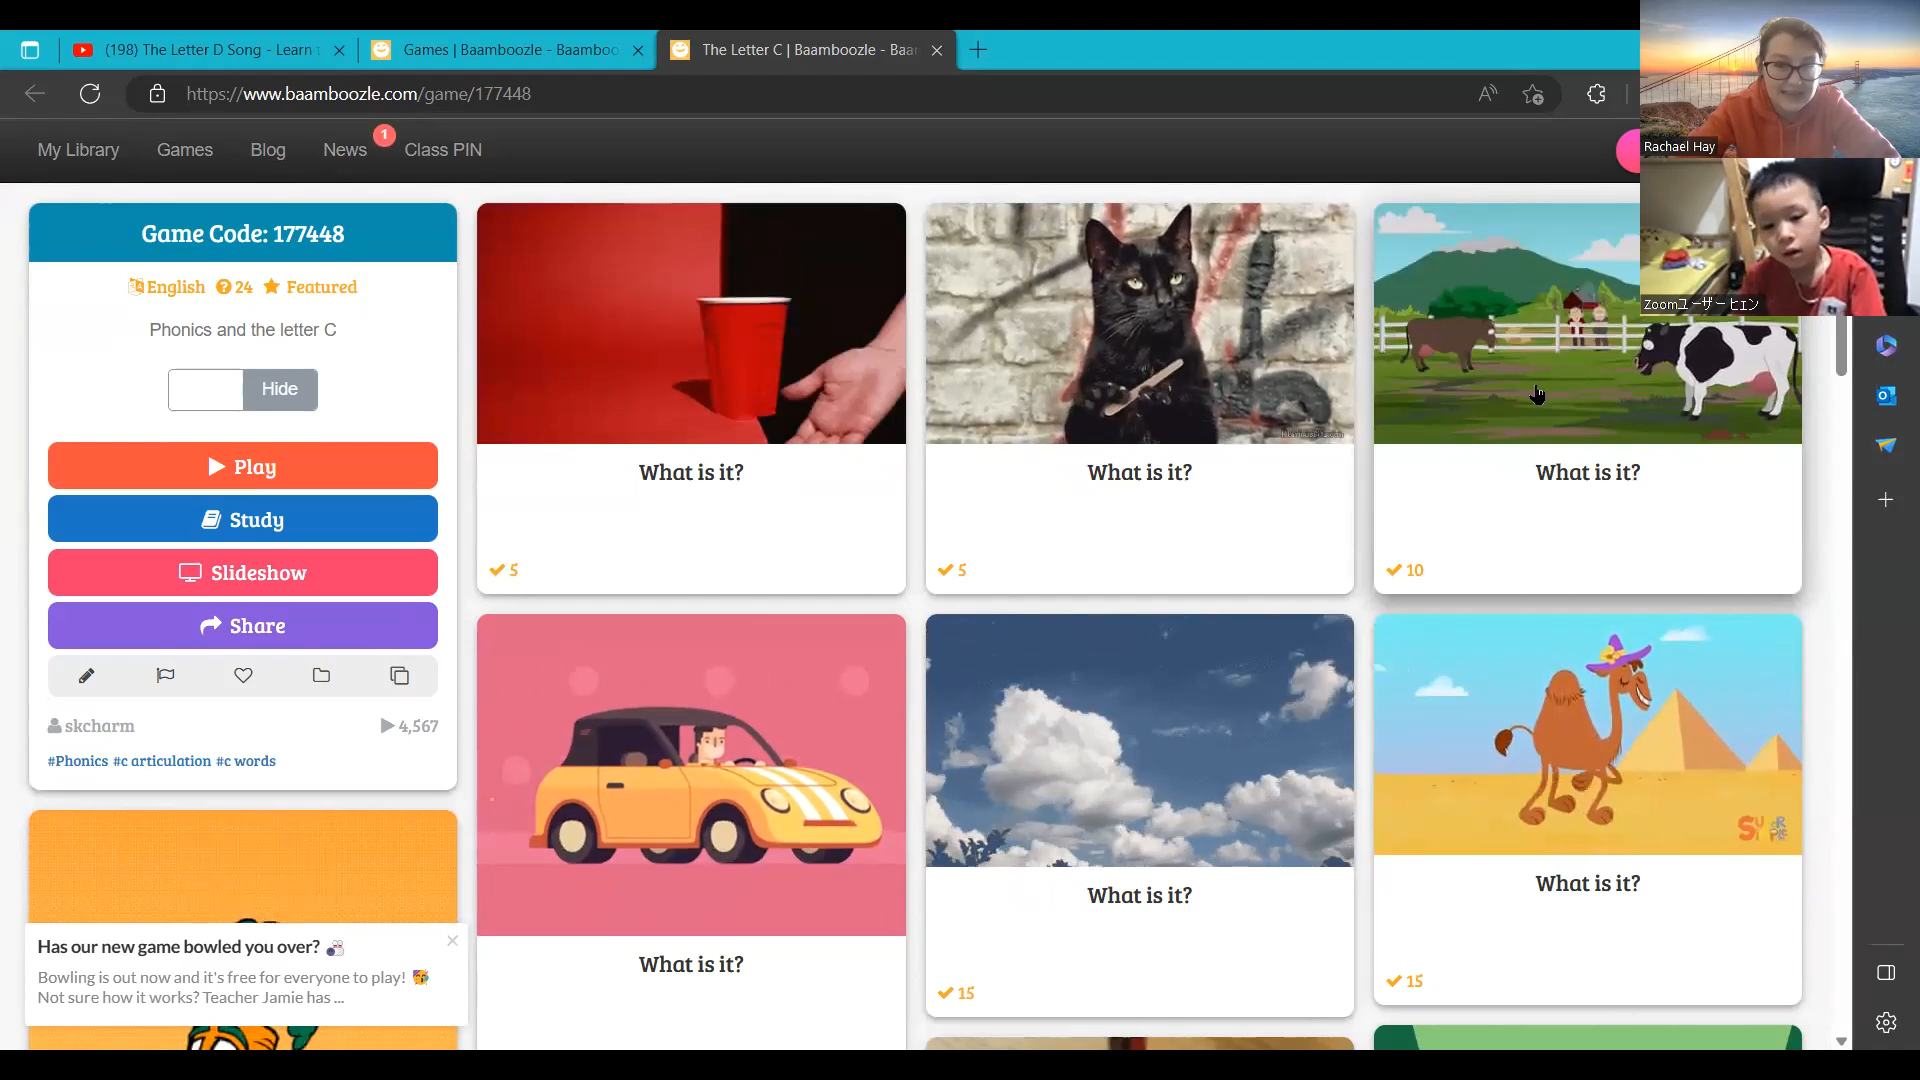 (198) The Letter D Song - Learn
Games | Baamboozle - Baamboo
The Letter C | Baamboozle - Baa
https://www.baamboozle.com/game/177448
My Library
Games
Blog
News
1
Class PIN
Rachael Hay
Zoomユーザーヒェン
Game Code: 177448
English
24
Featured
Phonics and the letter C
Hide
Play
Study
Slideshow
Share
skcharm
4,567
#Phonics #c articulation #c words
Has our new game bowled you over?
Bowling is out now and it's free for everyone to play!
Not sure how it works? Teacher Jamie has ...
What is it?
5
What is it?
5
What is it?
10
What is it?
What is it?
15
What is it?
15